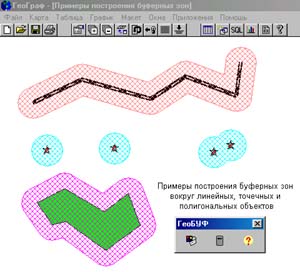 ГеоГраф - [Примеры построения буферных зон]
Файл Карта Таблица График Макет Окна Приложения Помощь
SQL
Примеры построения буферных зон
вокруг линейных, точечных и
полигональных объектов
ГеоБУФ